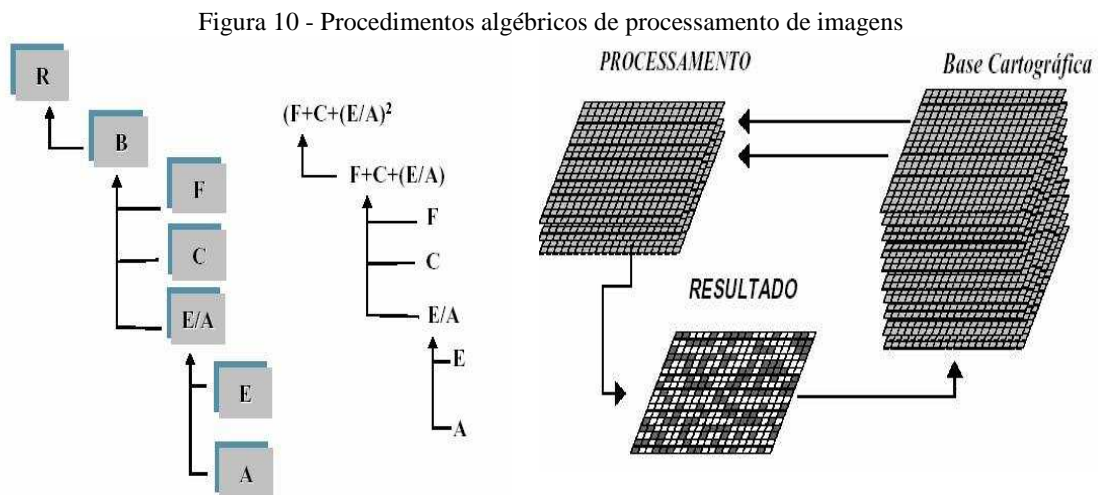 Figura 10 - Procedimentos algébricos de processamento de imagens
R
B
F
C
E/A
E
A
(F+C+(E/A)²
F+C+(E/A)
F
C
E/A
E
A
PROCESSAMENTO
Base Cartográfica
RESULTADO